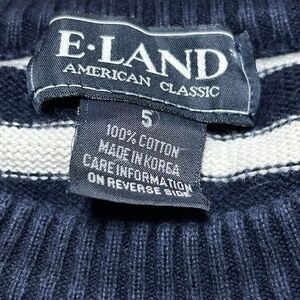 E·LAND
AMERICAN CLASSIC
5
100% COTTON
MADE IN KOREA
CARE INFORMATION
ON REVERSE SIDE